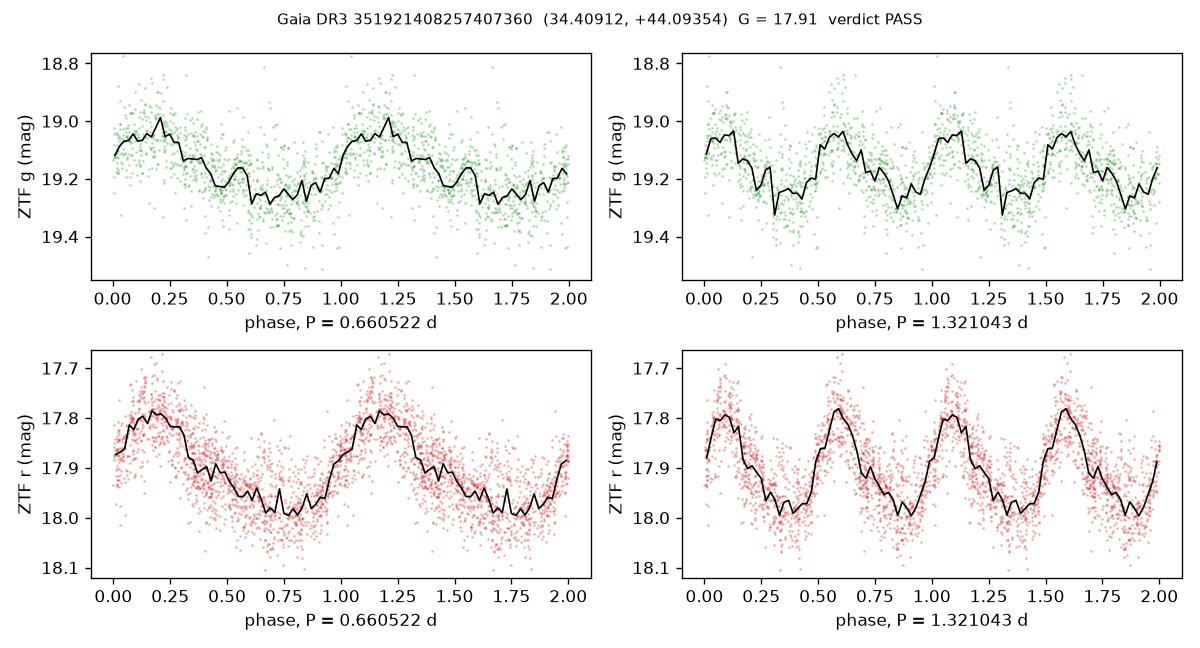 Gaia DR3 351921408257407360  (34.40912, +44.09354)  G = 17.91  verdict PASS
18.8
19.0
19.2
19.4
ZTF g (mag)
0.00 0.25 0.50 0.75 1.00 1.25 1.50 1.75 2.00
phase, P = 0.660522 d
18.8
19.0
19.2
19.4
ZTF g (mag)
0.00 0.25 0.50 0.75 1.00 1.25 1.50 1.75 2.00
phase, P = 1.321043 d
17.7
17.8
17.9
18.0
18.1
ZTF r (mag)
0.00 0.25 0.50 0.75 1.00 1.25 1.50 1.75 2.00
phase, P = 0.660522 d
17.7
17.8
17.9
18.0
18.1
ZTF r (mag)
0.00 0.25 0.50 0.75 1.00 1.25 1.50 1.75 2.00
phase, P = 1.321043 d